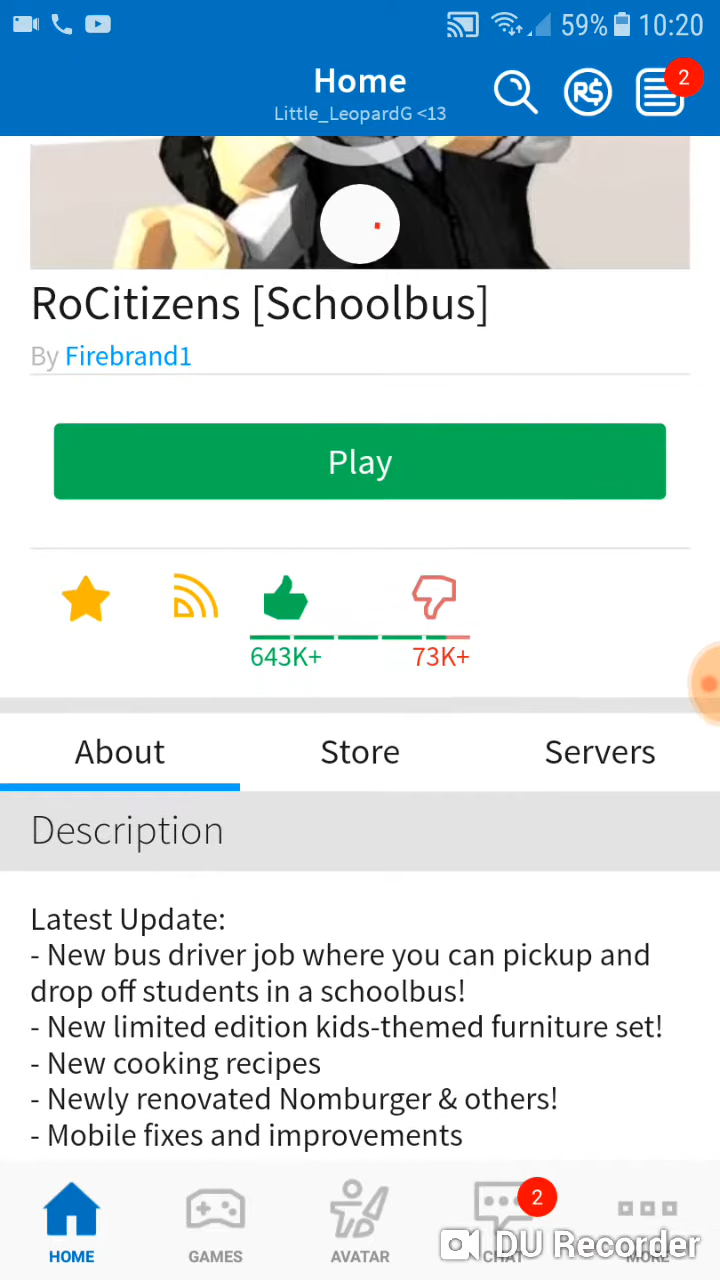 59% 10:20
Home
2
Little_LeopardG <13
R$
RoCitizens [Schoolbus]
By Firebrand1
Play
643K+ 73K+
About Store Servers
Description
Latest Update:
- New bus driver job where you can pickup and
drop off students in a schoolbus!
- New limited edition kids-themed furniture set!
- New cooking recipes
- Newly renovated Nomburger & others!
- Mobile fixes and improvements
2
HOME GAMES AVATAR CHAT MORE
DU Recorder